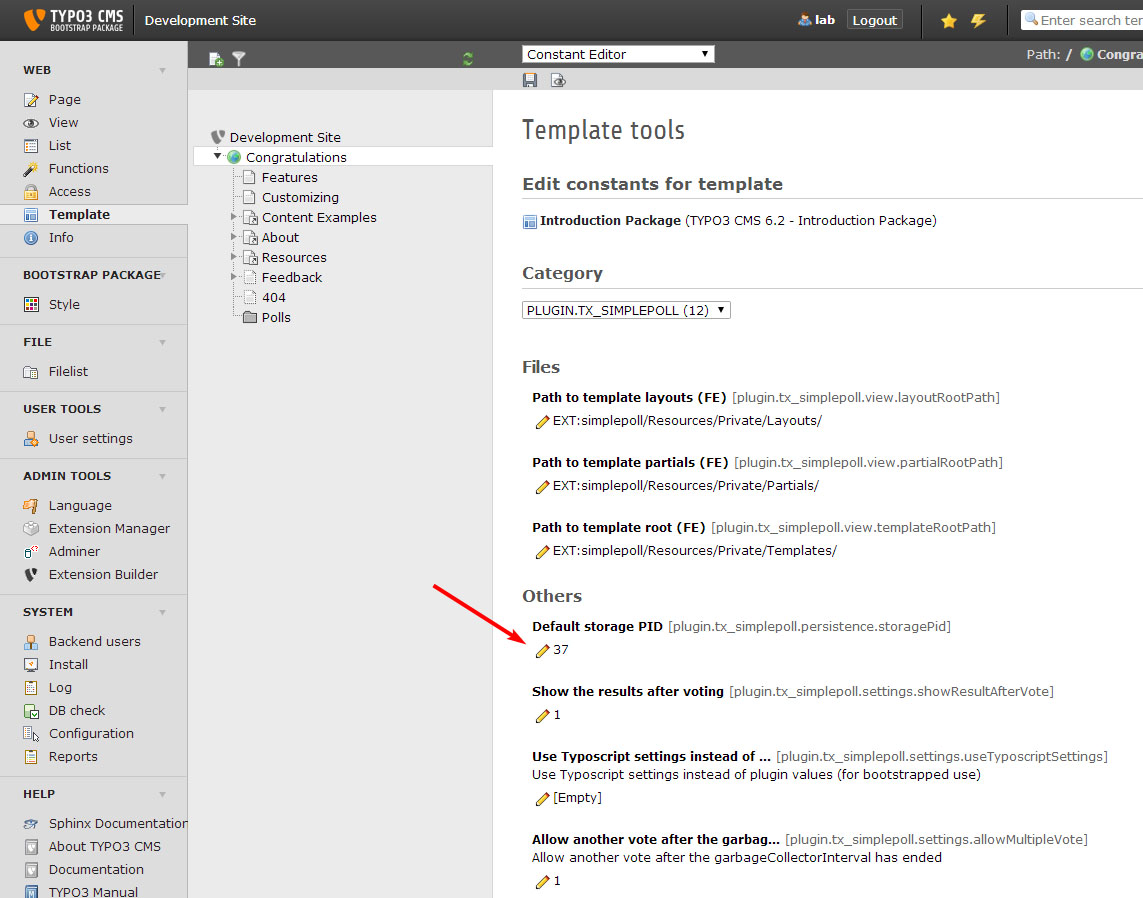 TYPO3 CMS
BOOTSTRAP PACKAGE
Development Site
lab
Logout
Enter search ter
WEB
Page
View
List
Functions
Access
Template
Info
BOOTSTRAP PACKAGE
Style
FILE
Filelist
USER TOOLS
User settings
ADMIN TOOLS
Language
Extension Manager
Adminer
Extension Builder
SYSTEM
Backend users
Install
Log
DB check
Configuration
Reports
HELP
Sphinx Documentation
About TYPO3 CMS
Documentation
TYPO3 Manual
Development Site
Congratulations
Features
Customizing
Content Examples
About
Resources
Feedback
404
Polls
Constant Editor
Path: / Congra
Template tools
Edit constants for template
Introduction Package (TYPO3 CMS 6.2 - Introduction Package)
Category
PLUGIN.TX_SIMPLEPOLL (12)
Files
Path to template layouts (FE) [plugin.tx_simplepoll.view.layoutRootPath]
EXT:simplepoll/Resources/Private/Layouts/
Path to template partials (FE) [plugin.tx_simplepoll.view.partialRootPath]
EXT:simplepoll/Resources/Private/Partials/
Path to template root (FE) [plugin.tx_simplepoll.view.templateRootPath]
EXT:simplepoll/Resources/Private/Templates/
Others
Default storage PID [plugin.tx_simplepoll.persistence.storagePid]
37
Show the results after voting [plugin.tx_simplepoll.settings.showResultAfterVote]
1
Use Typoscript settings instead of ... [plugin.tx_simplepoll.settings.useTyposcriptSettings]
Use Typoscript settings instead of plugin values (for bootstrapped use)
[Empty]
Allow another vote after the garbag... [plugin.tx_simplepoll.settings.allowMultipleVote]
Allow another vote after the garbageCollectorInterval has ended
1